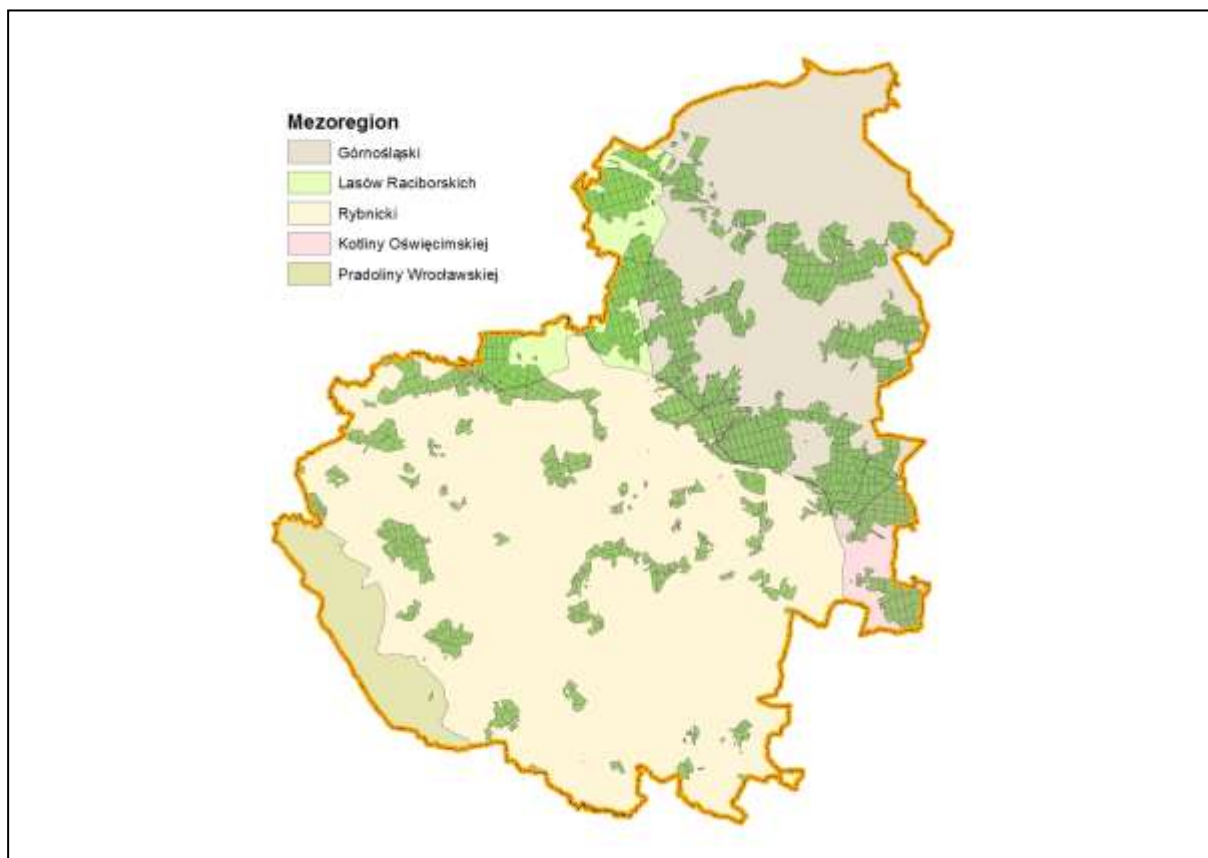 Mezoregion
Górnośląski
Lasów Raciborskich
Rybnicki
Kotliny Oświęcimskiej
Pradoliny Wrocławskiej